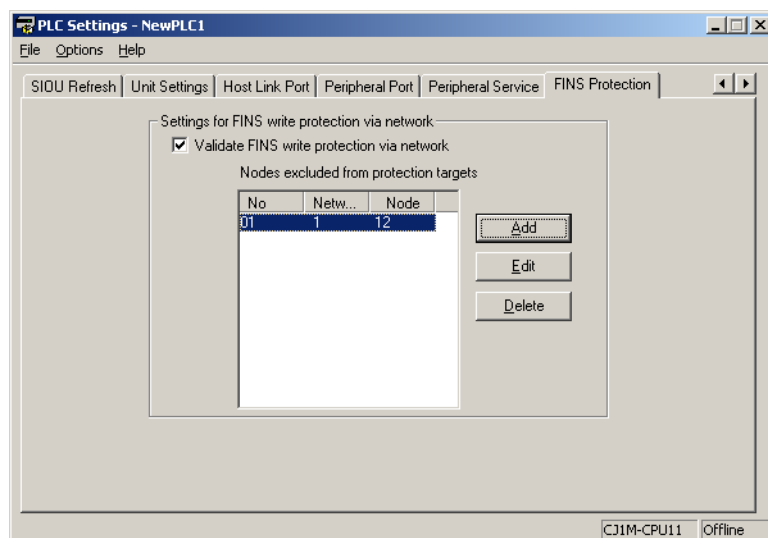 PLC Settings - NewPLC1
File Options Help
SIOU Refresh Unit Settings Host Link Port Peripheral Port Peripheral Service FINS Protection
Settings for FINS write protection via network
Validate FINS write protection via network
Nodes excluded from protection targets
No Netw... Node
01 1 12
Add
Edit
Delete
CJ1M-CPU11 Offline